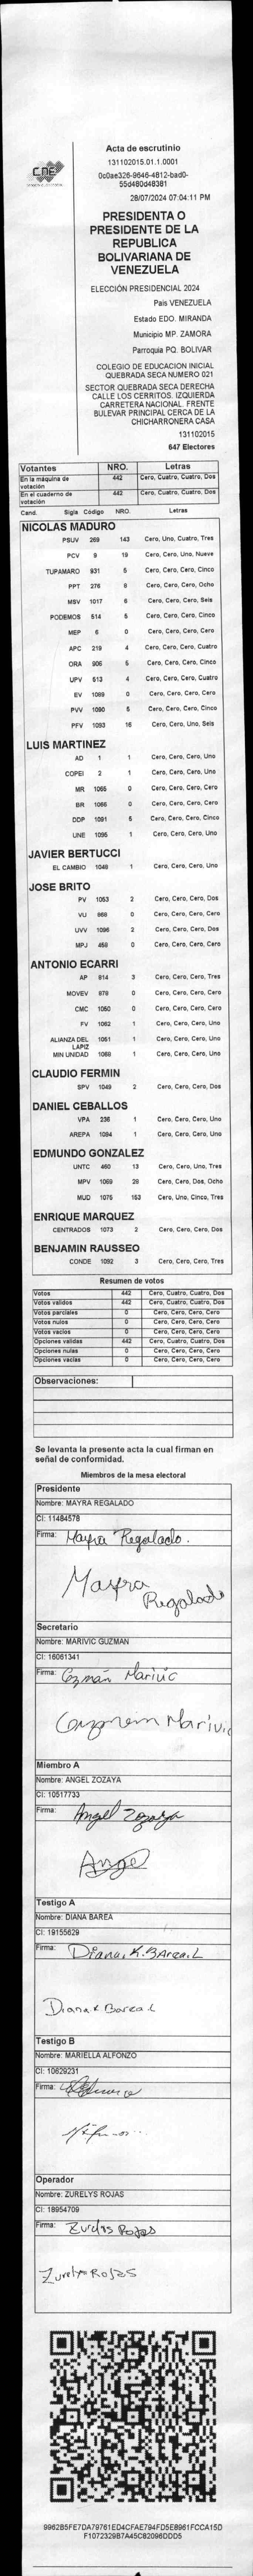 CNE
Acta de escrutinio
131102015.01.1.0001
0c0ae326-9646-4812-bad0-
55d480d48381
28/07/2024 07:04:11 PM
PRESIDENTA O
PRESIDENTE DE LA
REPUBLICA
BOLIVARIANA DE
VENEZUELA
ELECCIÓN PRESIDENCIAL 2024
Pais VENEZUELA
Estado EDO. MIRANDA
Municipio MP. ZAMORA
Parroquia PQ. BOLIVAR
COLEGIO DE EDUCACION INICIAL
QUEBRADA SECA NUMERO 021
SECTOR QUEBRADA SECA DERECHA
CALLE LOS CERRITOS. IZQUIERDA
CARRETERA NACIONAL. FRENTE
BULEVAR PRINCIPAL CERCA DE LA
CHICHARRONERA CASA
131102015
647 Electores
Votantes NRO. Letras
En la máquina de votación 442 Cero, Cuatro, Cuatro, Dos
En el cuaderno de votación 442 Cero, Cuatro, Cuatro, Dos
Cand. Sigla Código NRO. Letras
NICOLAS MADURO
PSUV 269 143 Cero, Uno, Cuatro, Tres
PCV 9 19 Cero, Cero, Uno, Nueve
TUPAMARO 931 5 Cero, Cero, Cero, Cinco
PPT 276 8 Cero, Cero, Cero, Ocho
MSV 1017 6 Cero, Cero, Cero, Seis
PODEMOS 514 5 Cero, Cero, Cero, Cinco
MEP 6 0 Cero, Cero, Cero, Cero
APC 219 4 Cero, Cero, Cero, Cuatro
ORA 906 5 Cero, Cero, Cero, Cinco
UPV 513 4 Cero, Cero, Cero, Cuatro
EV 1089 0 Cero, Cero, Cero, Cero
PVV 1090 5 Cero, Cero, Cero, Cinco
PFV 1093 16 Cero, Cero, Uno, Seis
LUIS MARTINEZ
AD 1 1 Cero, Cero, Cero, Uno
COPEI 2 1 Cero, Cero, Cero, Uno
MR 1065 0 Cero, Cero, Cero, Cero
BR 1066 0 Cero, Cero, Cero, Cero
DDP 1091 5 Cero, Cero, Cero, Cinco
UNE 1095 1 Cero, Cero, Cero, Uno
JAVIER BERTUCCI
EL CAMBIO 1048 1 Cero, Cero, Cero, Uno
JOSE BRITO
PV 1053 2 Cero, Cero, Cero, Dos
VU 868 0 Cero, Cero, Cero, Cero
UVV 1096 2 Cero, Cero, Cero, Dos
MPJ 458 0 Cero, Cero, Cero, Cero
ANTONIO ECARRI
AP 814 3 Cero, Cero, Cero, Tres
MOVEV 978 0 Cero, Cero, Cero, Cero
CMC 1050 0 Cero, Cero, Cero, Cero
FV 1062 1 Cero, Cero, Cero, Uno
ALIANZA DEL LAPIZ 1051 1 Cero, Cero, Cero, Uno
MIN UNIDAD 1068 1 Cero, Cero, Cero, Uno
CLAUDIO FERMIN
SPV 1049 2 Cero, Cero, Cero, Dos
DANIEL CEBALLOS
VPA 236 1 Cero, Cero, Cero, Uno
AREPA 1094 1 Cero, Cero, Cero, Uno
EDMUNDO GONZALEZ
UNTC 460 13 Cero, Cero, Uno, Tres
MPV 1069 28 Cero, Cero, Dos, Ocho
MUD 1075 153 Cero, Uno, Cinco, Tres
ENRIQUE MARQUEZ
CENTRADOS 1073 2 Cero, Cero, Cero, Dos
BENJAMIN RAUSSEO
CONDE 1092 3 Cero, Cero, Cero, Tres
Resumen de votos
Votos 442 Cero, Cuatro, Cuatro, Dos
Votos validos 442 Cero, Cuatro, Cuatro, Dos
Votos parciales 0 Cero, Cero, Cero, Cero
Votos nulos 0 Cero, Cero, Cero, Cero
Votos vacios 0 Cero, Cero, Cero, Cero
Opciones validas 442 Cero, Cuatro, Cuatro, Dos
Opciones nulas 0 Cero, Cero, Cero, Cero
Opciones vacias 0 Cero, Cero, Cero, Cero
Observaciones:
Se levanta la presente acta la cual firman en
señal de conformidad.
Miembros de la mesa electoral
Presidente
Nombre: MAYRA REGALADO
CI: 11484578
Firma: Mayra Regalado.
Mayra Regalado
Secretario
Nombre: MARIVIC GUZMAN
CI: 16061341
Firma: Guzmán Marivic
Guzmán Marivic
Miembro A
Nombre: ANGEL ZOZAYA
CI: 10517733
Firma: Angel Zozaya
Angel
Testigo A
Nombre: DIANA BAREA
CI: 19155629
Firma: Diana. K. BArea. L
Diana K Barea L
Testigo B
Nombre: MARIELLA ALFONZO
CI: 10629231
Firma:
Operador
Nombre: ZURELYS ROJAS
CI: 18954709
Firma: Zurelys Rojas
Zurelys Rojas
9962B5FE7DA79761ED4CFAE794FD5E8961FCCA15D
F1072329B7A45C82096DDD5